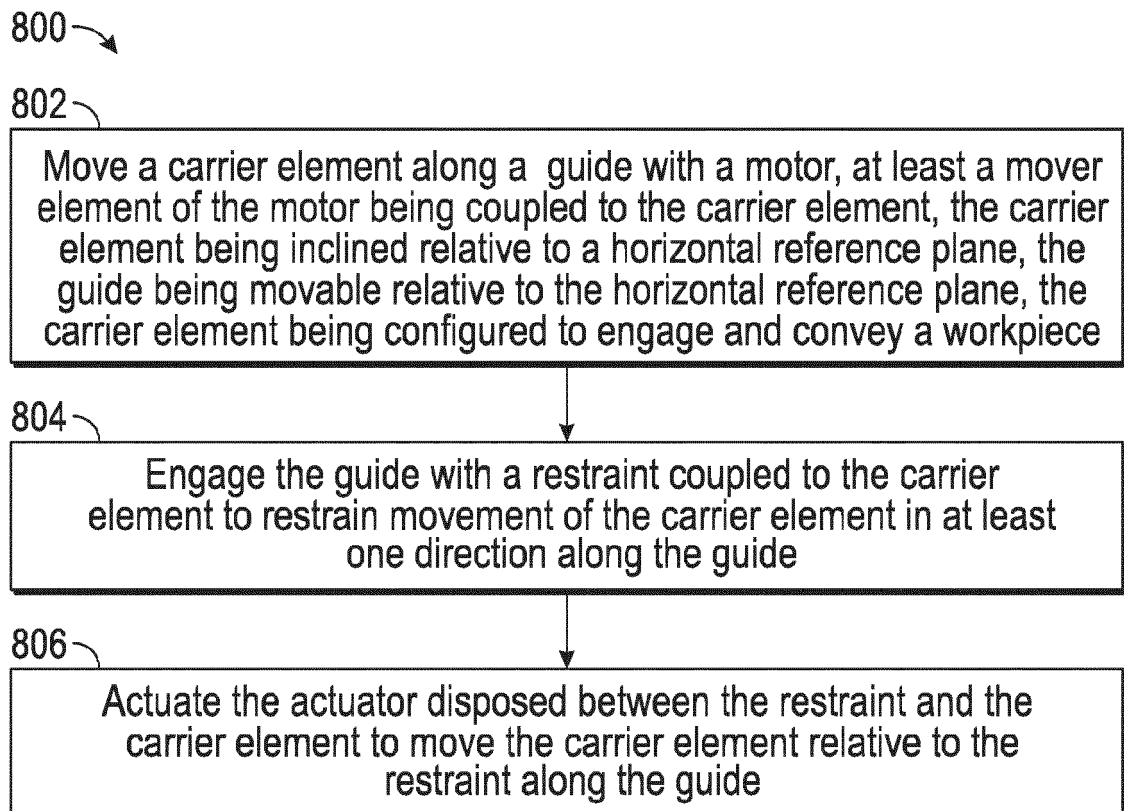 800
802
Move a carrier element along a guide with a motor, at least a mover
element of the motor being coupled to the carrier element, the carrier
element being inclined relative to a horizontal reference plane, the
guide being movable relative to the horizontal reference plane, the
carrier element being configured to engage and convey a workpiece
804
Engage the guide with a restraint coupled to the carrier
element to restrain movement of the carrier element in at least
one direction along the guide
806
Actuate the actuator disposed between the restraint and the
carrier element to move the carrier element relative to the
restraint along the guide